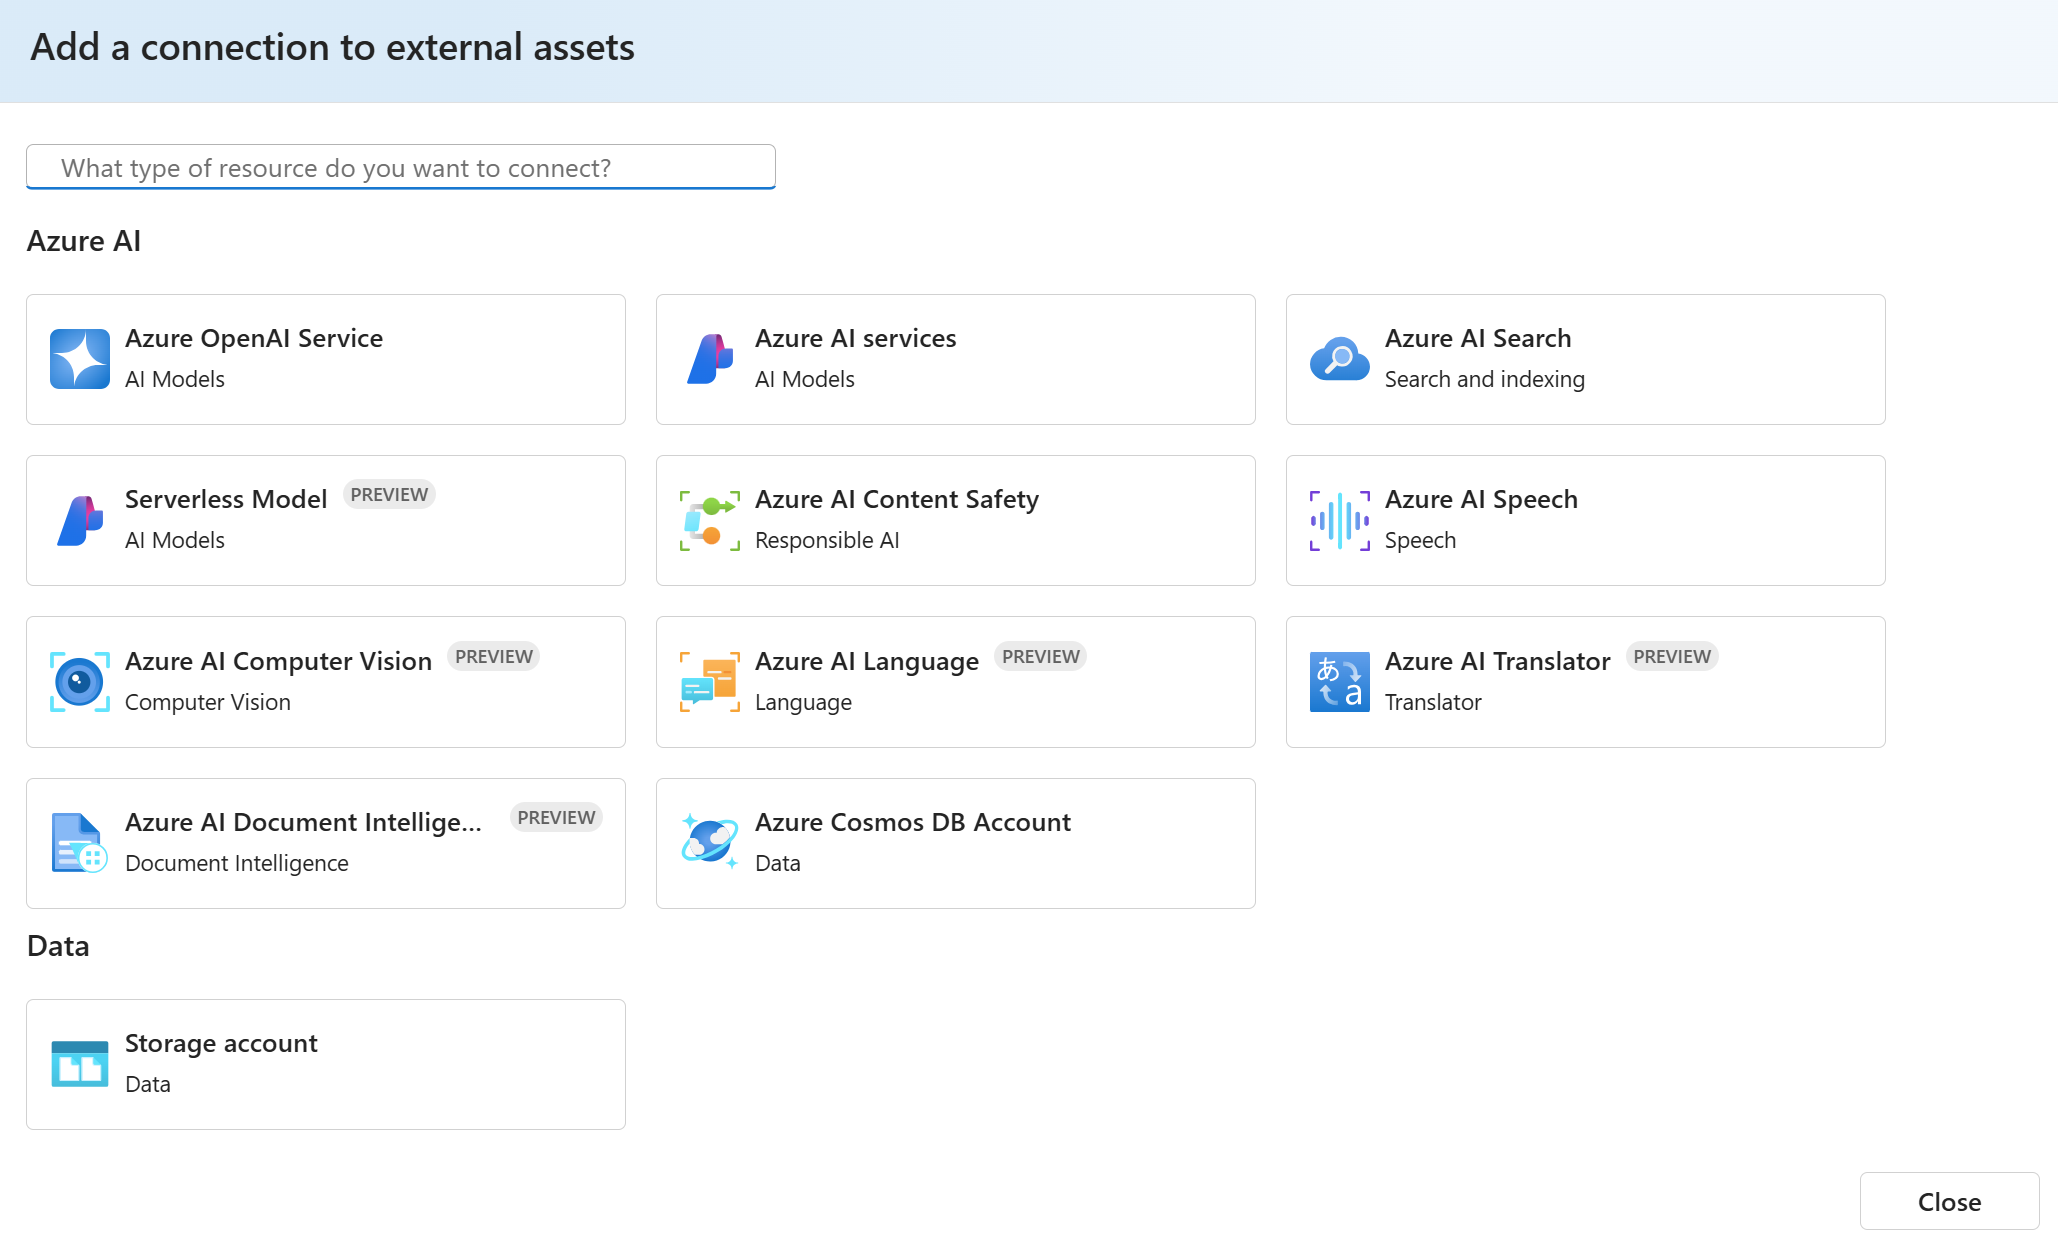 Add a connection to external assets
What type of resource do you want to connect?
Azure AI
Azure OpenAI Service
AI Models
Azure AI services
AI Models
Azure AI Search
Search and indexing
Serverless Model PREVIEW
AI Models
Azure AI Content Safety
Responsible AI
Azure AI Speech
Speech
Azure AI Computer Vision PREVIEW
Computer Vision
Azure AI Language PREVIEW
Language
あ
a
Azure AI Translator PREVIEW
Translator
Azure AI Document Intellige... PREVIEW
Document Intelligence
Azure Cosmos DB Account
Data
Data
Storage account
Data
Close